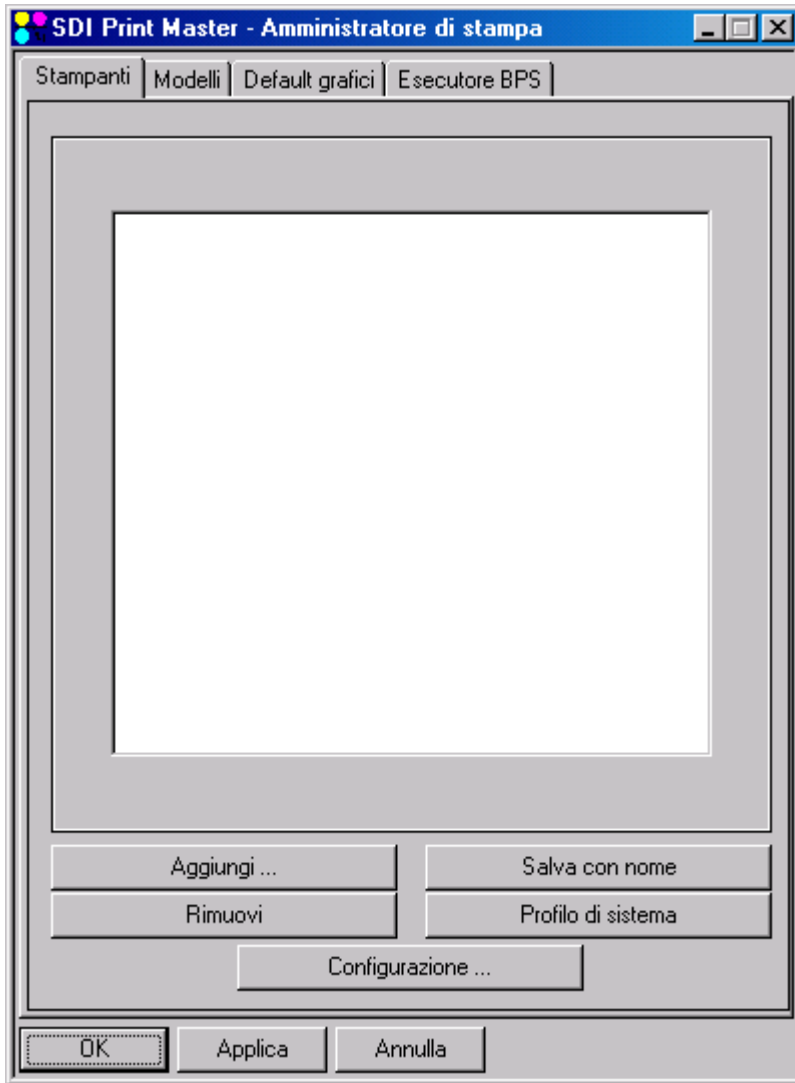 SDI Print Master - Amministratore di stampa
Stampanti Modelli Default grafici Esecutore BPS
Aggiungi ... Salva con nome
Rimuovi Profilo di sistema
Configurazione ...
OK Applica Annulla